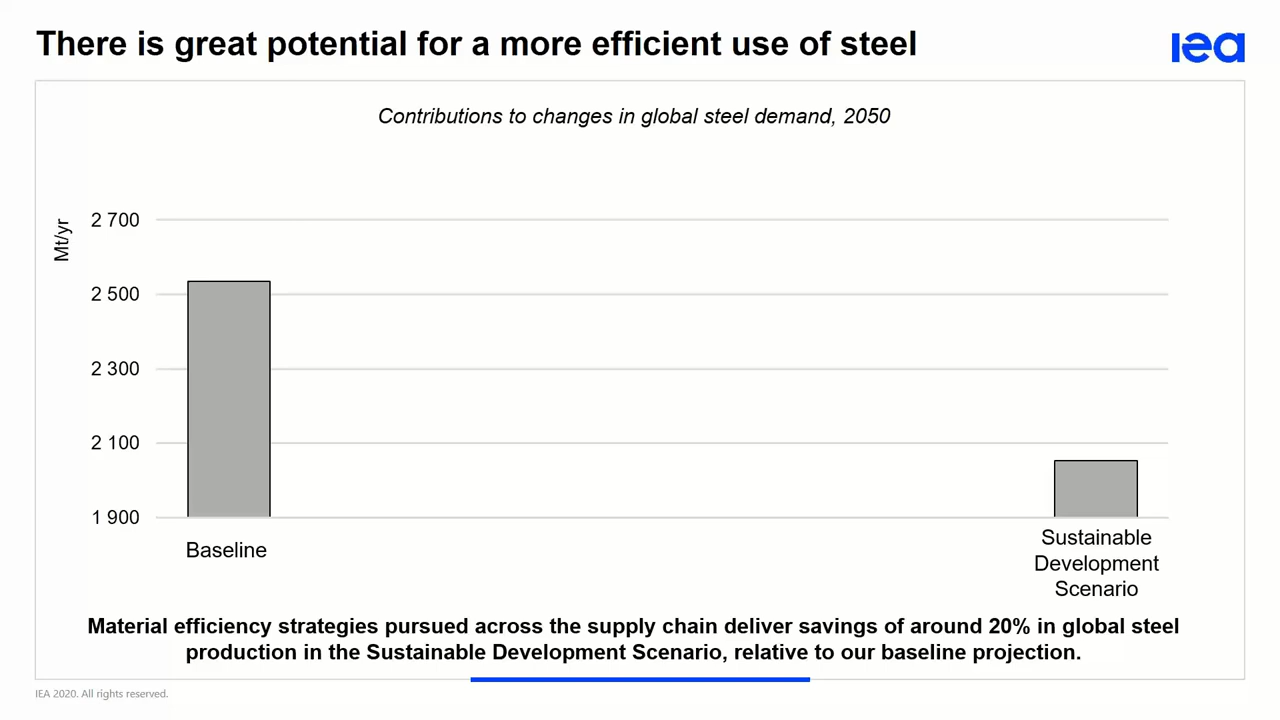 There is great potential for a more efficient use of steel
iea
Contributions to changes in global steel demand, 2050
Mt/yr
2 700
2 500
2 300
2 100
1 900
Baseline
Sustainable
Development
Scenario
Material efficiency strategies pursued across the supply chain deliver savings of around 20% in global steel
production in the Sustainable Development Scenario, relative to our baseline projection.
IEA 2020. All rights reserved.